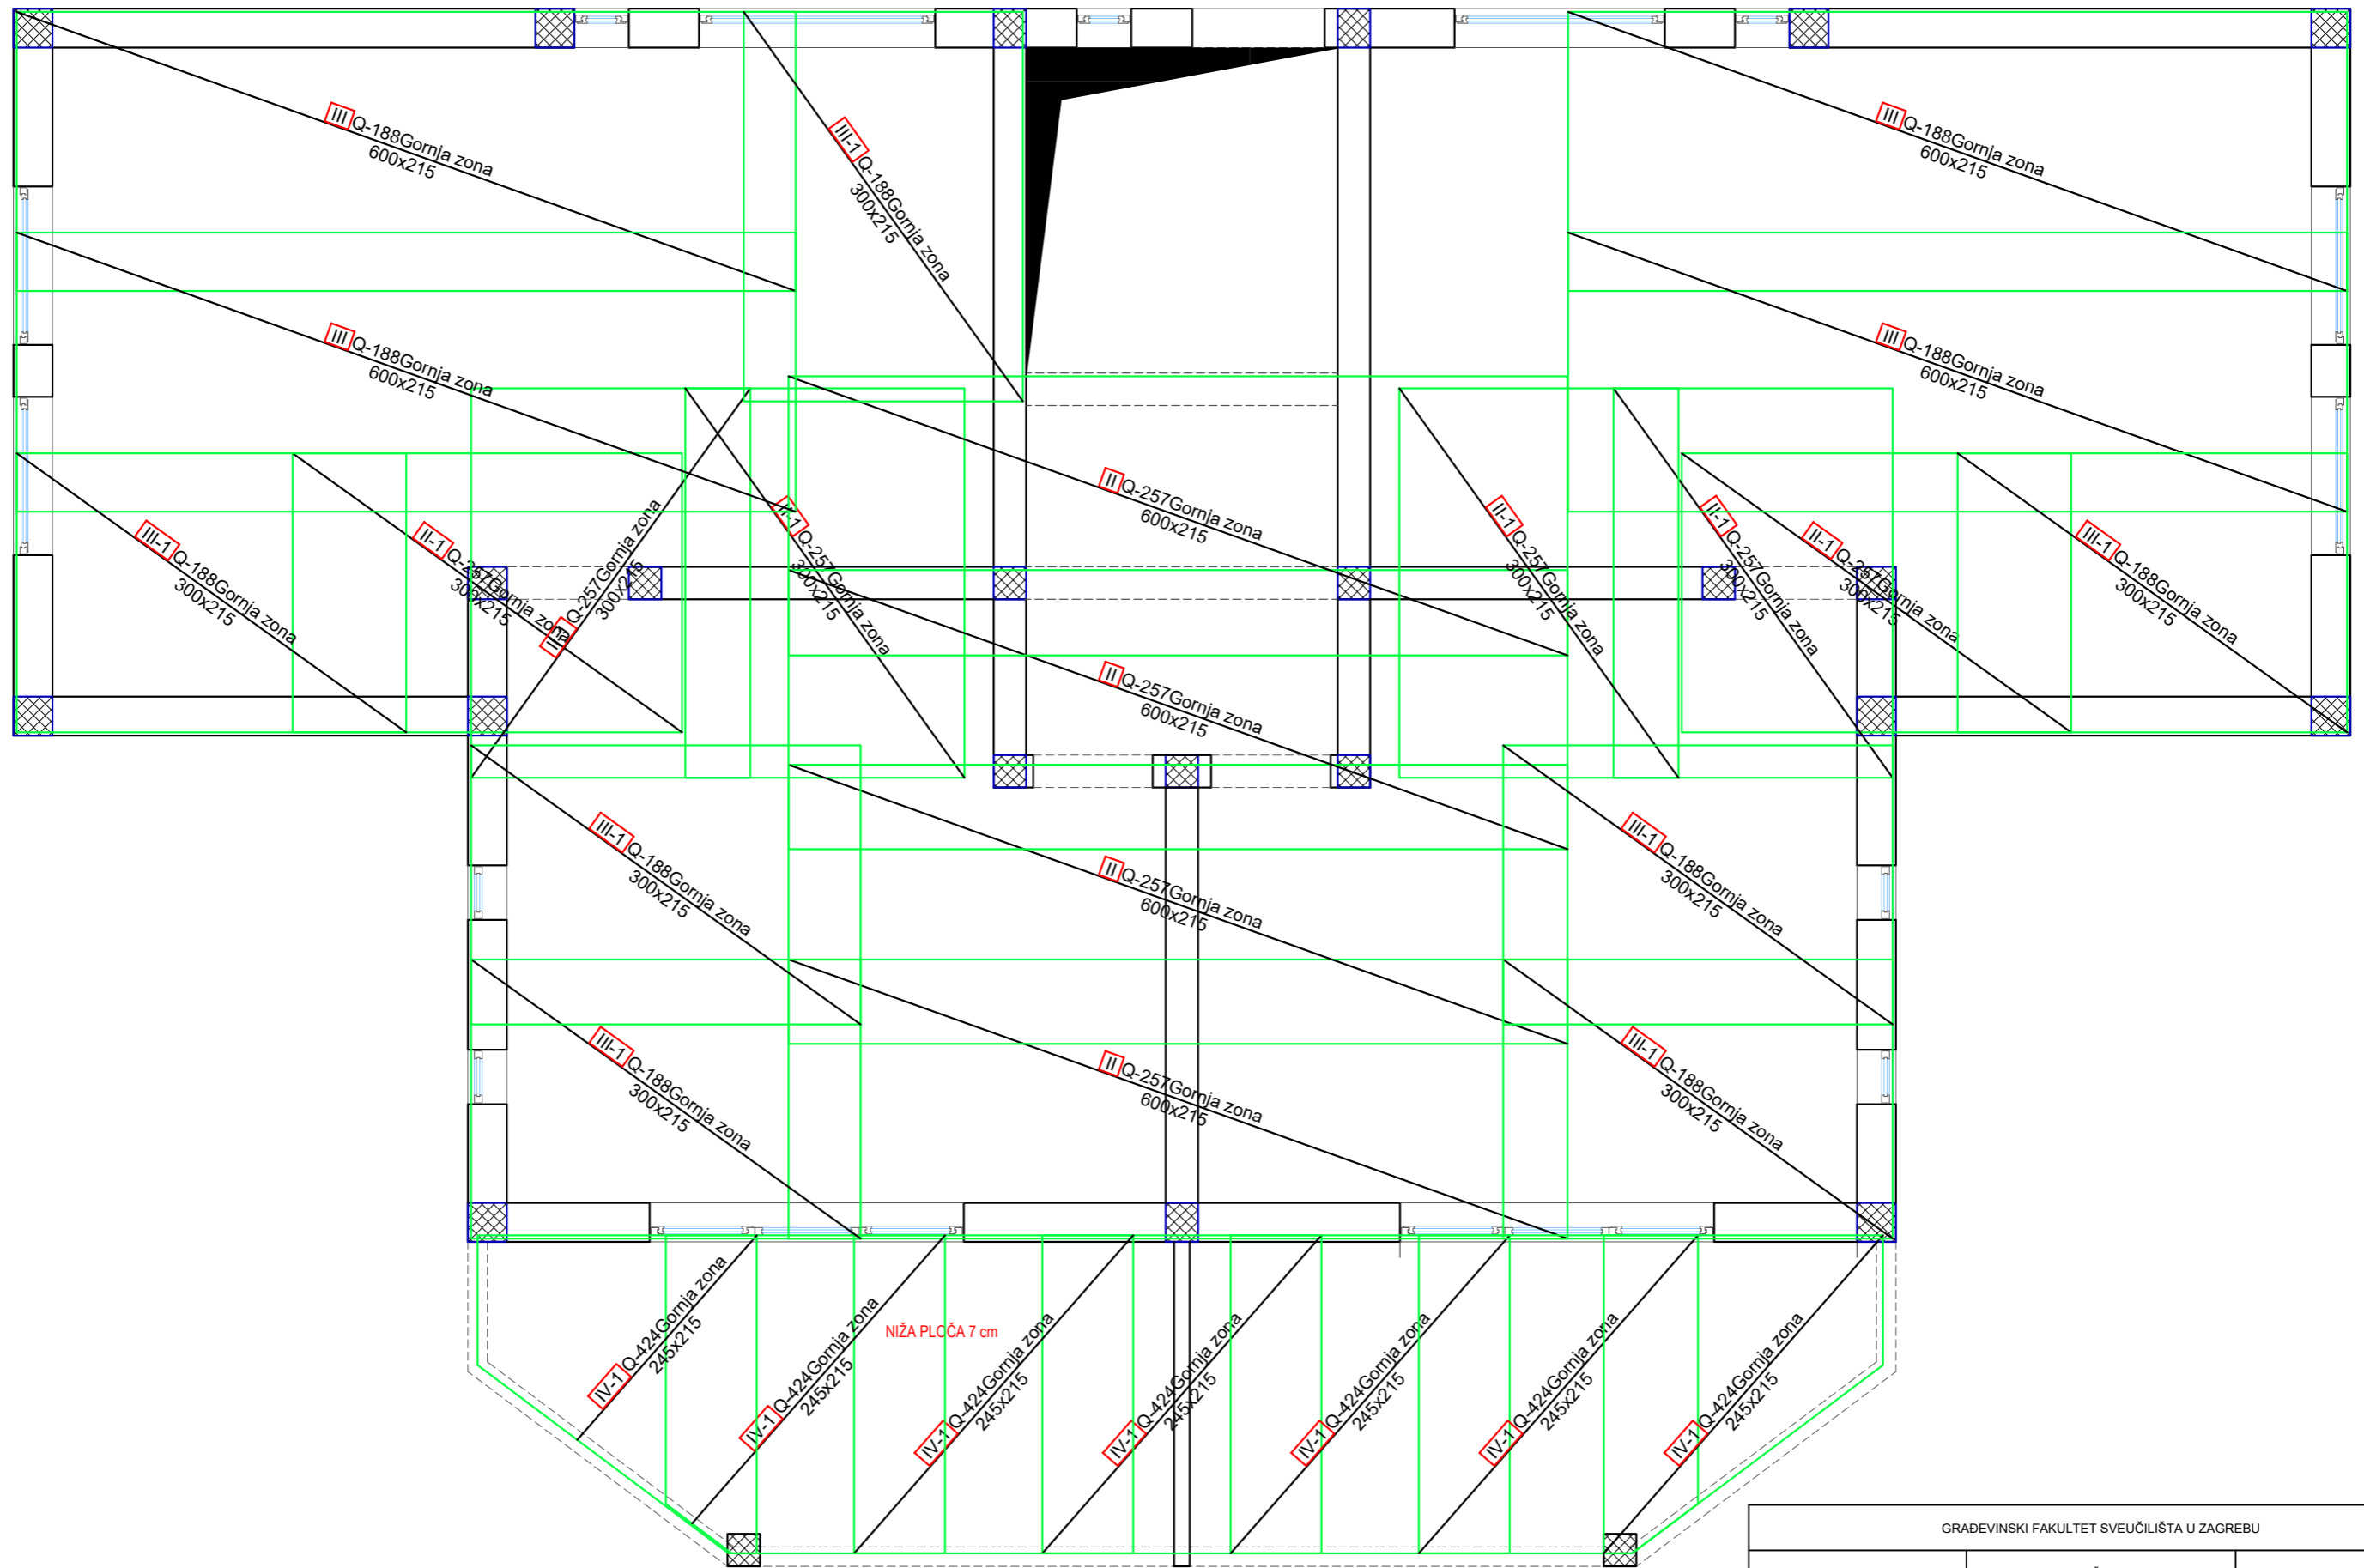 III Q-188Gornja zona
600x215
III-1 Q-188Gornja zona
300x215
III Q-188Gornja zona
600x215
III Q-188Gornja zona
600x215
III Q-188Gornja zona
600x215
III-1 Q-188Gornja zona
300x215
II-1 Q-257Gornja zona
300x215
Q-257Gornja zona
300x215
II-1 Q-257Gornja zona
300x215
II Q-257Gornja zona
600x215
II-1 Q-257Gornja zona
300x215
II-1 Q-257Gornja zona
300x215
II-1 Q-257Gornja zona
300x215
III-1 Q-188Gornja zona
300x215
II Q-257Gornja zona
600x215
III-1 Q-188Gornja zona
300x215
II Q-257Gornja zona
600x215
III-1 Q-188Gornja zona
300x215
III-1 Q-188Gornja zona
300x215
II Q-257Gornja zona
600x215
III-1 Q-188Gornja zona
300x215
NIŽA PLOČA 7 cm
IV-1 Q-424Gornja zona
245x215
IV-1 Q-424Gornja zona
245x215
IV-1 Q-424Gornja zona
245x215
IV-1 Q-424Gornja zona
245x215
IV-1 Q-424Gornja zona
245x215
IV-1 Q-424Gornja zona
245x215
IV-1 Q-424Gornja zona
245x215
GRAĐEVINSKI FAKULTET SVEUČILIŠTA U ZAGREBU